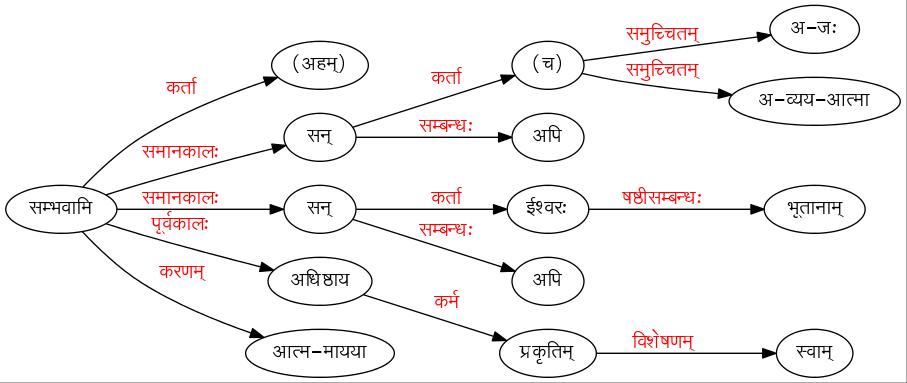 अ-जः
समुच्चितम्
(अहम्)
(च)
कर्ता
समुच्चितम्
कर्ता
अ-व्यय-आत्मा
सन्
सम्बन्धः
अपि
समानकालः
सम्भवामि
समानकालः
सन्
कर्ता
ईश्वरः
षष्ठीसम्बन्धः
भूतानाम्
पूर्वकालः
सम्बन्धः
करणम्
अधिष्ठाय
अपि
कर्म
आत्म-मायया
प्रकृतिम्
विशेषणम्
स्वाम्